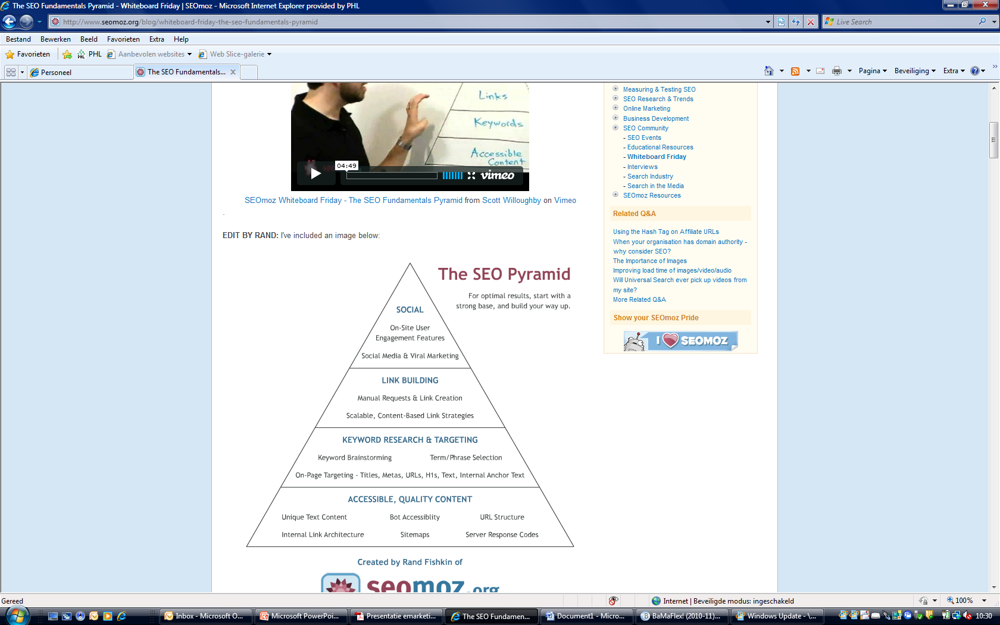 The SEO Fundamentals Pyramid - Whiteboard Friday | SEOmoz - Microsoft Internet Explorer provided by PHL
http://www.seomoz.org/blog/whiteboard-friday-the-seo-fundamentals-pyramid
Live Search
Bestand Bewerken Beeld Favorieten Extra Help
Favorieten PHL Aanbevolen websites Web Slice-galerie
Personeel The SEO Fundamentals... Pagina Beveiliging Extra
Links
Keywords
Accessible
Content
04:49
vimeo
SEOmoz Whiteboard Friday - The SEO Fundamentals Pyramid from Scott Willoughby on Vimeo
.
EDIT BY RAND: I've included an image below:
The SEO Pyramid
For optimal results, start with a
strong base, and build your way up.
SOCIAL
On-Site User
Engagement Features
Social Media & Viral Marketing
LINK BUILDING
Manual Requests & Link Creation
Scalable, Content-Based Link Strategies
KEYWORD RESEARCH & TARGETING
Keyword Brainstorming Term/Phrase Selection
On-Page Targeting - Titles, Metas, URLs, H1s, Text, Internal Anchor Text
ACCESSIBLE, QUALITY CONTENT
Unique Text Content Bot Accessiblity URL Structure
Internal Link Architecture Sitemaps Server Response Codes
Created by Rand Fishkin of
seomoz.org
Measuring & Testing SEO
SEO Research & Trends
Online Marketing
Business Development
SEO Community
- SEO Events
- Educational Resources
- Whiteboard Friday
- Interviews
- Search Industry
- Search in the Media
SEOmoz Resources
Related Q&A
Using the Hash Tag on Affiliate URLs
When your organisation has domain authority -
why consider SEO?
The Importance of Images
Improving load time of images/video/audio
Will Universal Search ever pick up videos from
my site?
More Related Q&A
Show your SEOmoz Pride
I SEOMOZ
Gereed Internet | Beveiligde modus: ingeschakeld 100%
Inbox - Microsoft O... Microsoft PowerPoi... Presentatie emarketi... The SEO Fundamen... Document1 - Micro... BaMaFlex! (2010-11)... Windows Update - \... 10:30